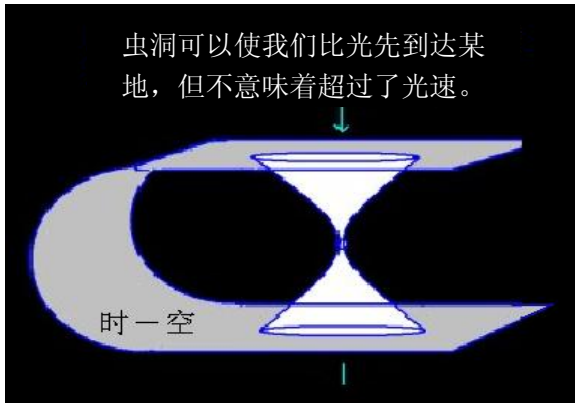 虫洞可以使我们比光先到达某
地，但不意味着超过了光速。
时－空